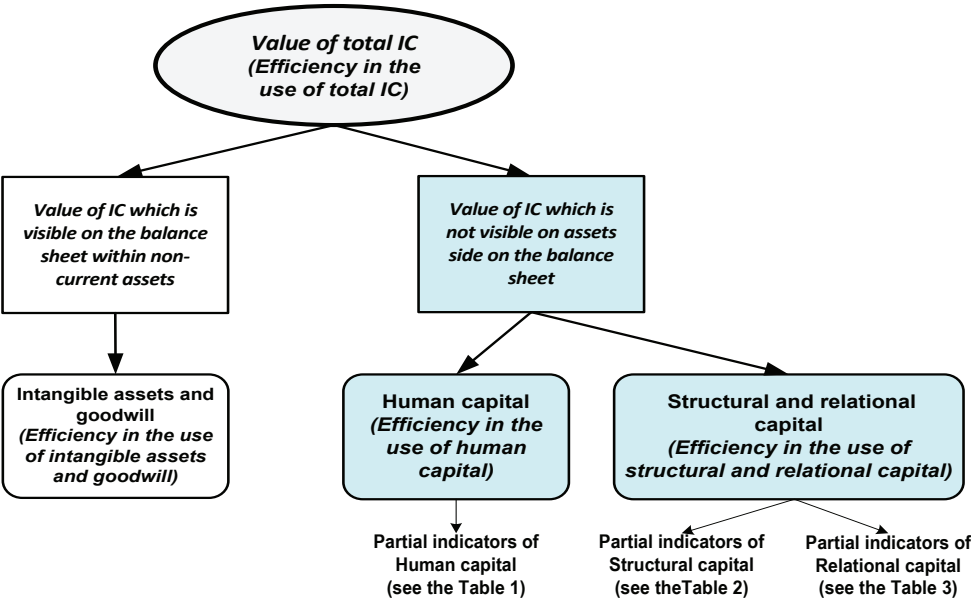 Value of total IC
(Efficiency in the
use of total IC)
Value of IC which is
visible on the balance
sheet within non-
current assets
Value of IC which is
not visible on assets
side on the balance
sheet
Intangible assets and
goodwill
(Efficiency in the use
of intangible assets
and goodwill)
Human capital
(Efficiency in the
use of human
capital)
Structural and relational
capital
(Efficiency in the use of
structural and relational capital)
Partial indicators of
Human capital
(see the Table 1)
Partial indicators of
Structural capital
(see theTable 2)
Partial indicators of
Relational capital
(see the Table 3)